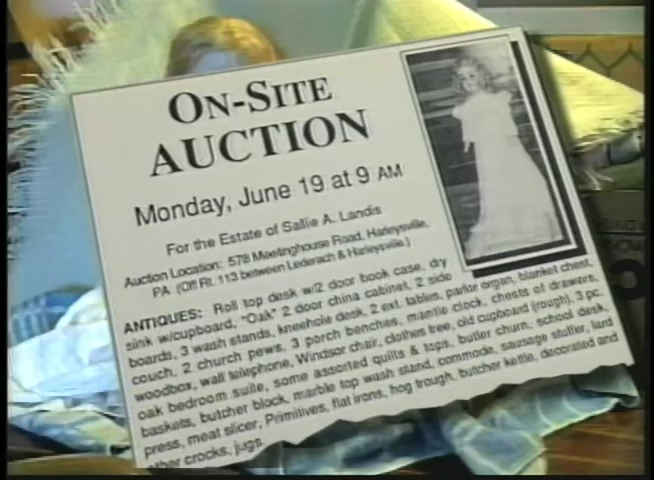 ON-SITE
AUCTION
Monday, June 19 at 9 AM
For the Estate of Sallie A. Landis
Auction Location: 578 Meetinghouse Road, Harleysville,
PA (Off Rt. 113 between Lederach & Harleysville.)
ANTIQUES: Roll top desk w/2 door book case, dry
sink w/cupboard, "Oak" 2 door china cabinet, 2 side
boards, 3 wash stands, kneehole desk, 2 ext. tables, parlor organ, blanket chest,
couch, 2 church pews, 3 porch benches, mantle clock, chests of drawers,
woodbox, wall telephone, Windsor chair, clothes tree, old cupboard (rough), 3 pc.
oak bedroom suite, some assorted quilts & tops, butter churn, school desk,
baskets, butcher block, marble top wash stand, commode, sausage stuffer, lard
press, meat slicer, Primitives, flat irons, hog trough, butcher kettle, decorated and
other crocks, jugs